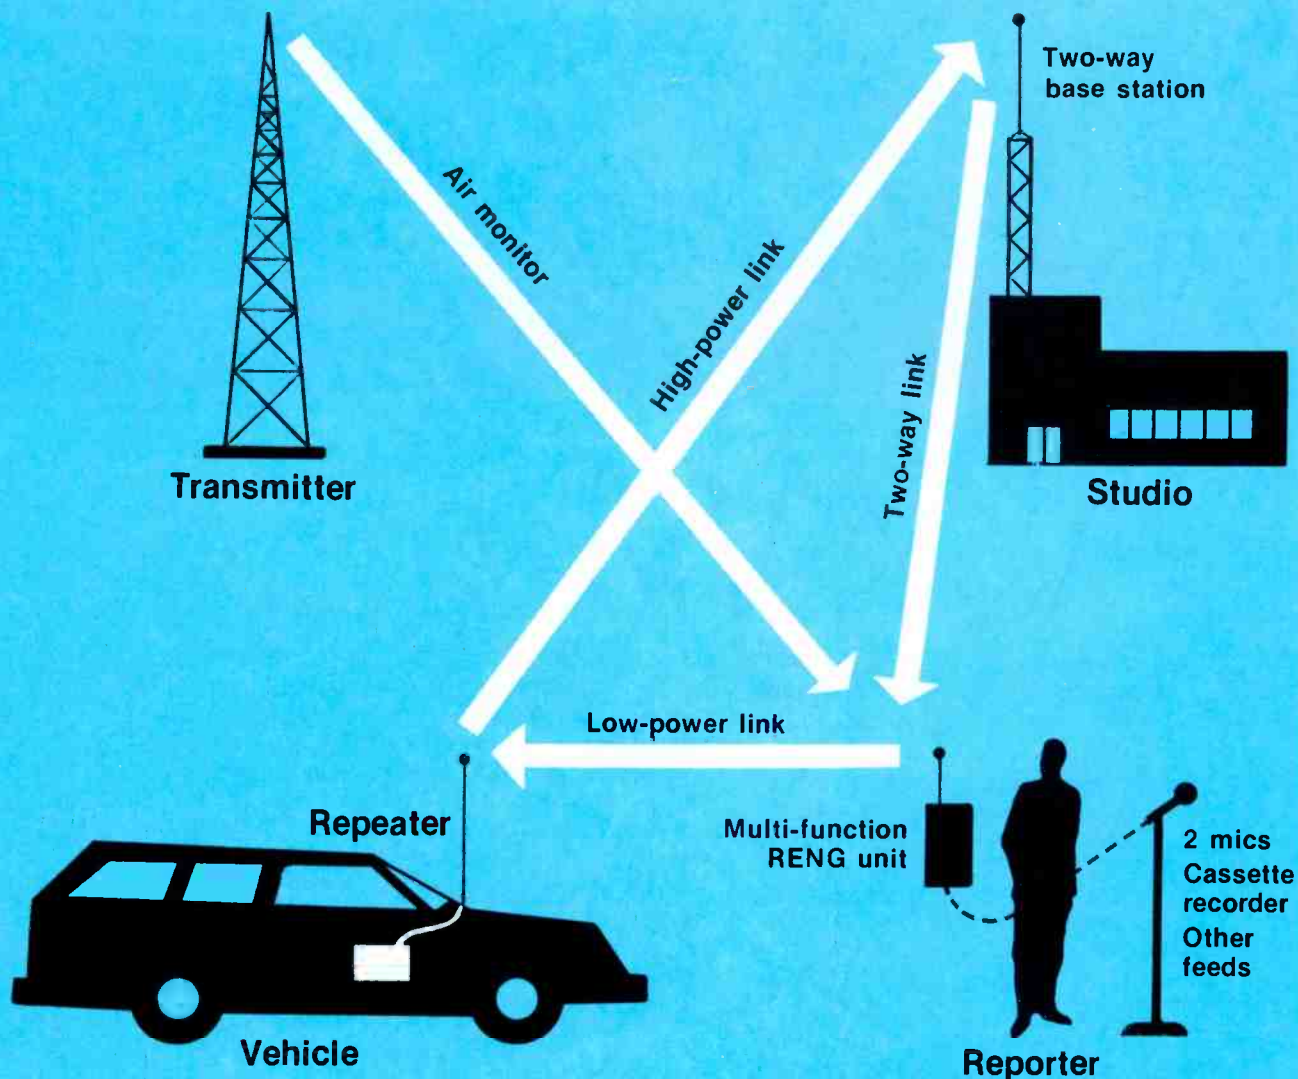 Two-way
base station
Air monitor
High-power link
Two-way link
Transmitter
Studio
Low-power link
Repeater
Multi-function
RENG unit
2 mics
Cassette
recorder
Other
feeds
Vehicle
Reporter